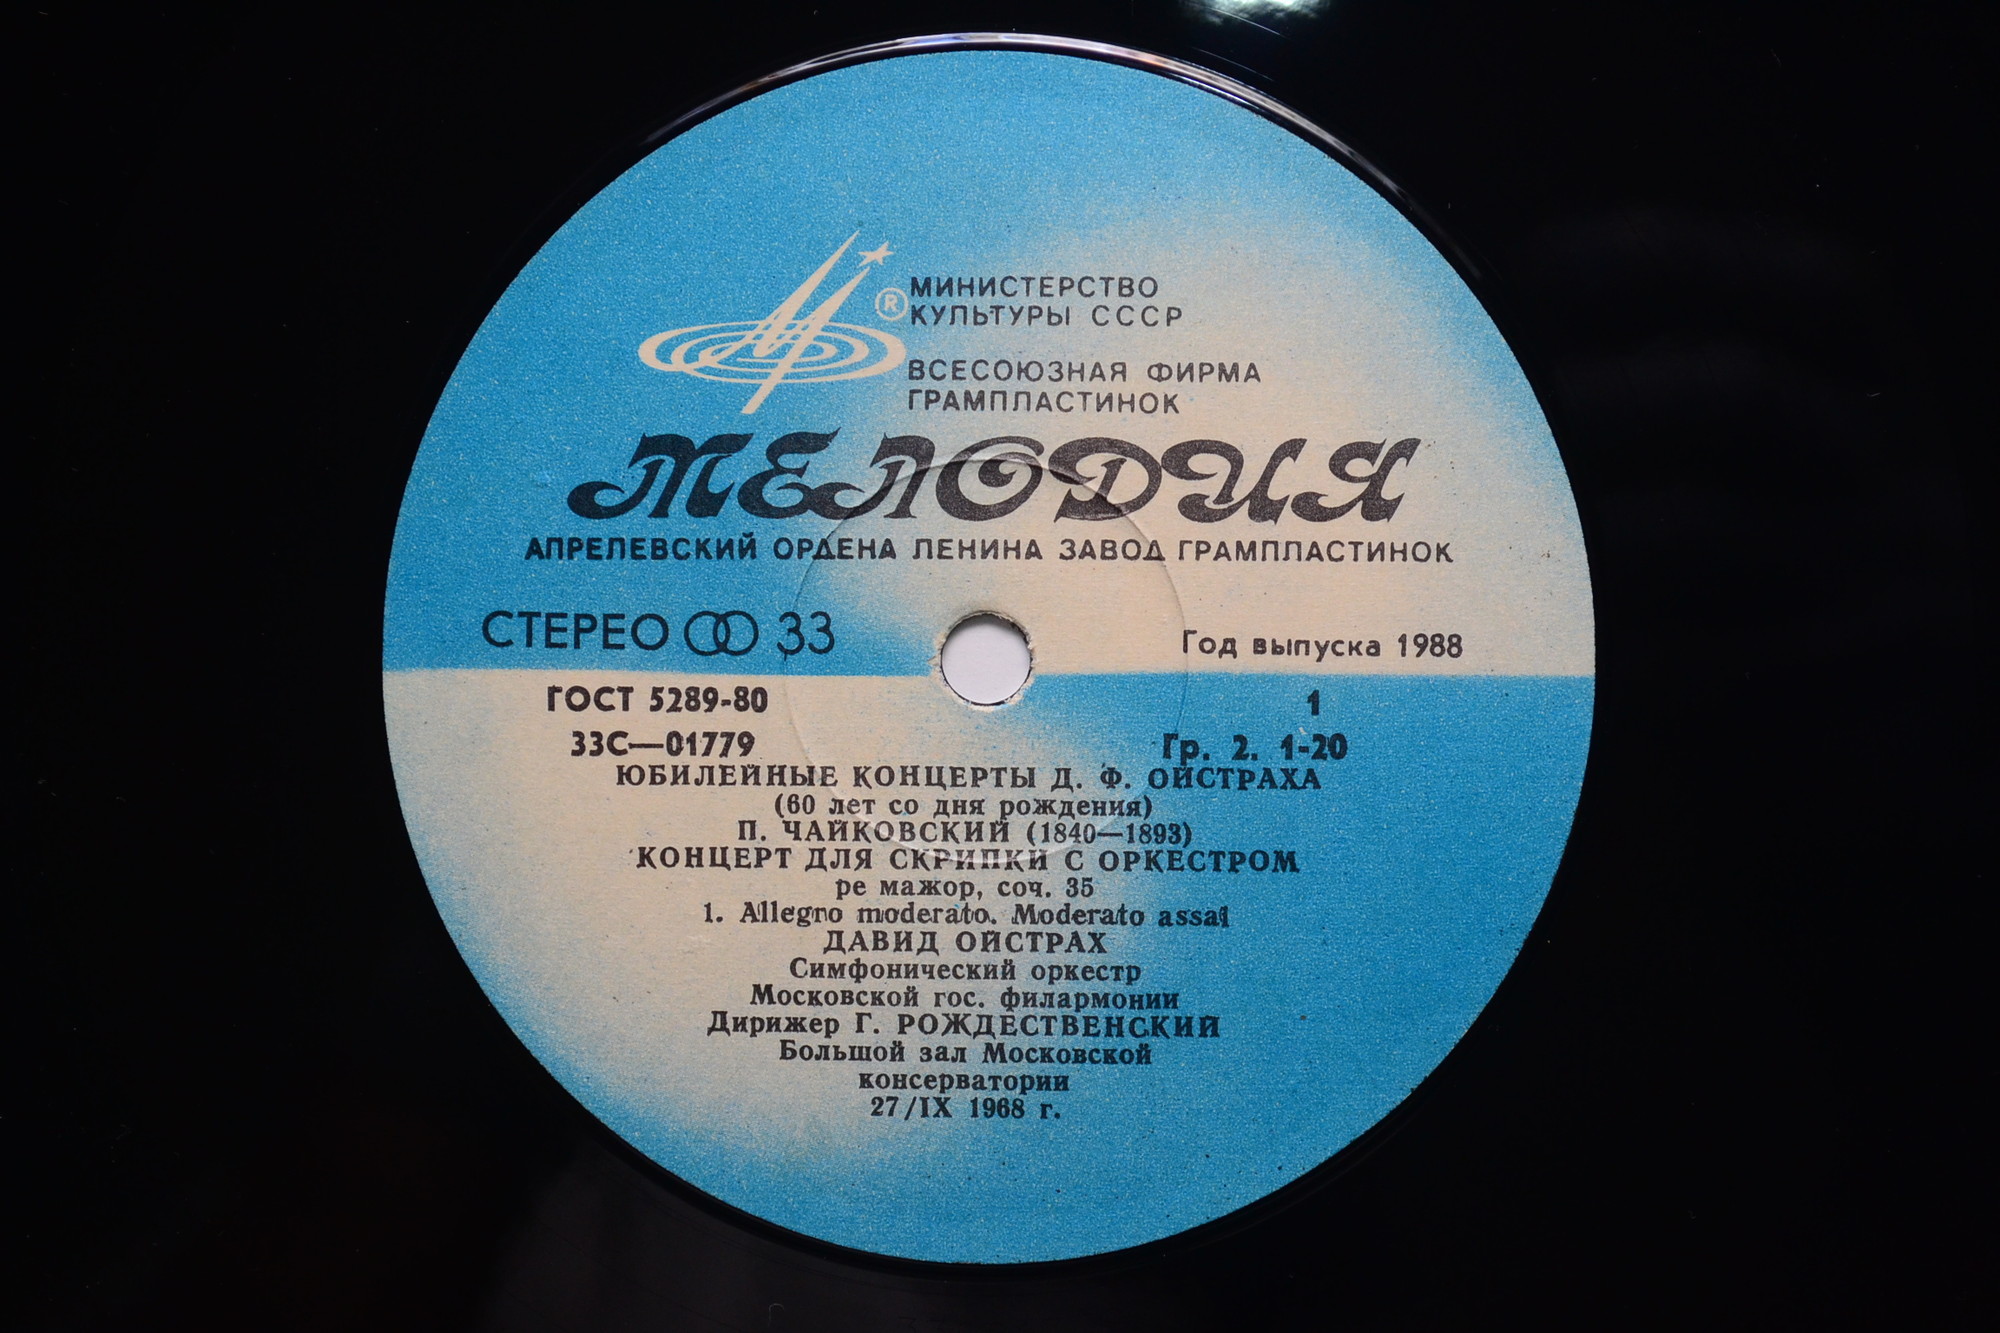 ®
МИНИСТЕРСТВО
КУЛЬТУРЫ СССР
ВСЕСОЮЗНАЯ ФИРМА
ГРАМПЛАСТИНОК
МЕЛОДИЯ
АПРЕЛЕВСКИЙ ОРДЕНА ЛЕНИНА ЗАВОД ГРАМПЛАСТИНОК
СТЕРЕО 33
Год выпуска 1988
ГОСТ 5289-80
1
33С—01779
Гр. 2. 1-20
ЮБИЛЕЙНЫЕ КОНЦЕРТЫ Д. Ф. ОЙСТРАХА
(60 лет со дня рождения)
П. ЧАЙКОВСКИЙ (1840—1893)
КОНЦЕРТ ДЛЯ СКРИПКИ С ОРКЕСТРОМ
ре мажор, соч. 35
1. Allegro moderato. Moderato assai
ДАВИД ОЙСТРАХ
Симфонический оркестр
Московской гос. филармонии
Дирижер Г. РОЖДЕСТВЕНСКИЙ
Большой зал Московской
консерватории
27/IX 1968 г.